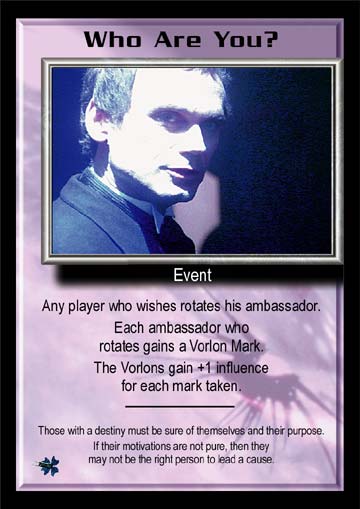 Who Are You?
Event
Any player who wishes rotates his ambassador.
Each ambassador who
rotates gains a Vorlon Mark.
The Vorlons gain +1 influence
for each mark taken.
Those with a destiny must be sure of themselves and their purpose.
If their motivations are not pure, then they
may not be the right person to lead a cause.